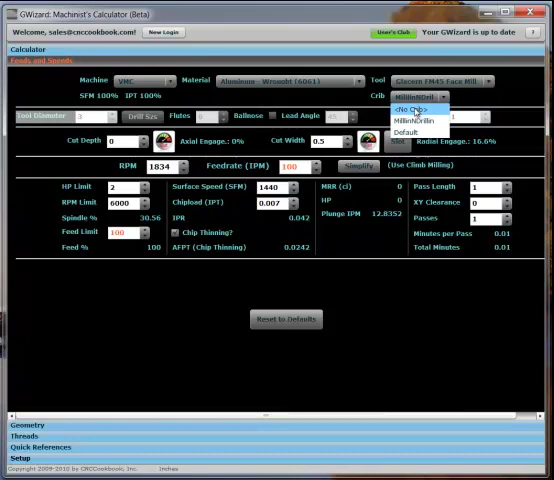 GWizard: Machinist's Calculator (Beta)
Welcome, sales@cnccookbook.com! New Login User's Club Your GWizard is up to date ?
Calculator
Feeds and Speeds
Machine VMC Material Aluminum - Wrought (6061) Tool Glacern FM45 Face Mill
SFM 100% IPT 100% Crib MillinNDril
<No Crib>
MillinNDrillin
Default
Tool Diameter 3 Drill Szs Flutes 6 Ballnose Lead Angle 45 1
Cut Depth 0 Axial Engage.: 0% Cut Width 0.5 Slot Radial Engage.: 16.6%
RPM 1834 Feedrate (IPM) 100 Simplify (Use Climb Milling)
HP Limit 2 Surface Speed (SFM) 1440 MRR (ci) 0 Pass Length 1
RPM Limit 6000 Chipload (IPT) 0.007 HP 0 XY Clearance 0
Spindle % 30.56 IPR 0.042 Plunge IPM 12.8352 Passes 1
Feed Limit 100 Chip Thinning? Minutes per Pass 0.01
Feed % 100 AFPT (Chip Thinning) 0.0242 Total Minutes 0.01
Reset to Defaults
Geometry
Threads
Quick References
Setup
Copyright 2009-2010 by CNCCookbook, Inc. Inches